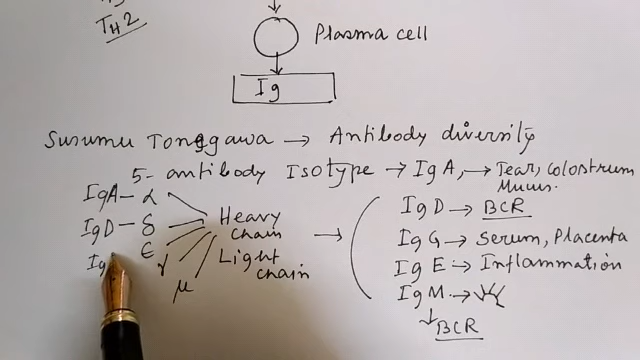 TH2
Plasma cell
Ig
Susumu Tonegawa → Antibody diversity
5- antibody Isotype → IgA, → Tear, Colostrum
Mucus.
IgA - α
IgD - δ
Ig
ϵ
γ
μ
Heavy
chain
Light
chain
→
IgD → BCR
IgG → Serum, Placenta
IgE → Inflammation
IgM →
↓ BCR